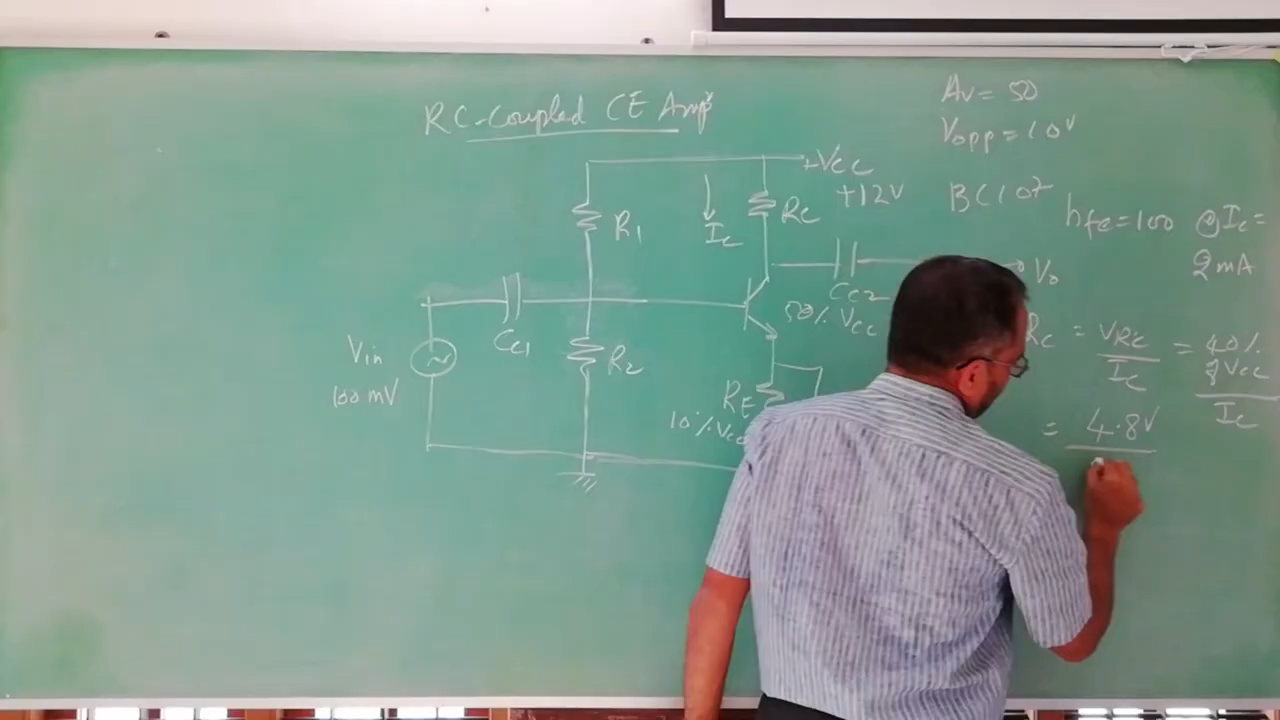 RC-Coupled CE Amp
Av = 50
Vopp = 10V
+Vcc
+12V
BC107
hfe = 100 @ Ic =
2mA
R1
Ic
Rc
Cc1
R2
Vin
100 mV
Cc2
Vo
50% Vcc
RE
10% Vcc
Rc = VRc / Ic = 40% of Vcc / Ic
= 4.8V